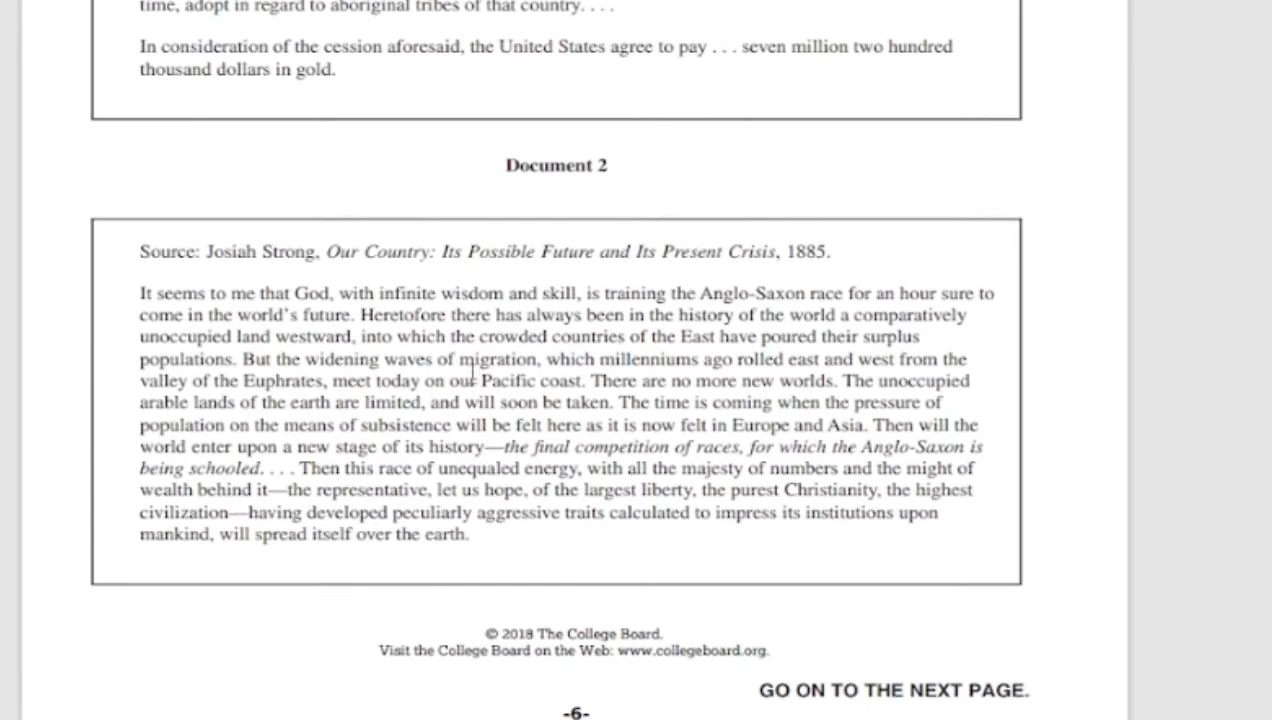 time, adopt in regard to aboriginal tribes of that country. . . .
In consideration of the cession aforesaid, the United States agree to pay . . . seven million two hundred
thousand dollars in gold.
Document 2
Source: Josiah Strong, Our Country: Its Possible Future and Its Present Crisis, 1885.
It seems to me that God, with infinite wisdom and skill, is training the Anglo-Saxon race for an hour sure to
come in the world's future. Heretofore there has always been in the history of the world a comparatively
unoccupied land westward, into which the crowded countries of the East have poured their surplus
populations. But the widening waves of migration, which millenniums ago rolled east and west from the
valley of the Euphrates, meet today on our Pacific coast. There are no more new worlds. The unoccupied
arable lands of the earth are limited, and will soon be taken. The time is coming when the pressure of
population on the means of subsistence will be felt here as it is now felt in Europe and Asia. Then will the
world enter upon a new stage of its history—the final competition of races, for which the Anglo-Saxon is
being schooled. . . . Then this race of unequaled energy, with all the majesty of numbers and the might of
wealth behind it—the representative, let us hope, of the largest liberty, the purest Christianity, the highest
civilization—having developed peculiarly aggressive traits calculated to impress its institutions upon
mankind, will spread itself over the earth.
© 2018 The College Board.
Visit the College Board on the Web: www.collegeboard.org.
GO ON TO THE NEXT PAGE.
-6-